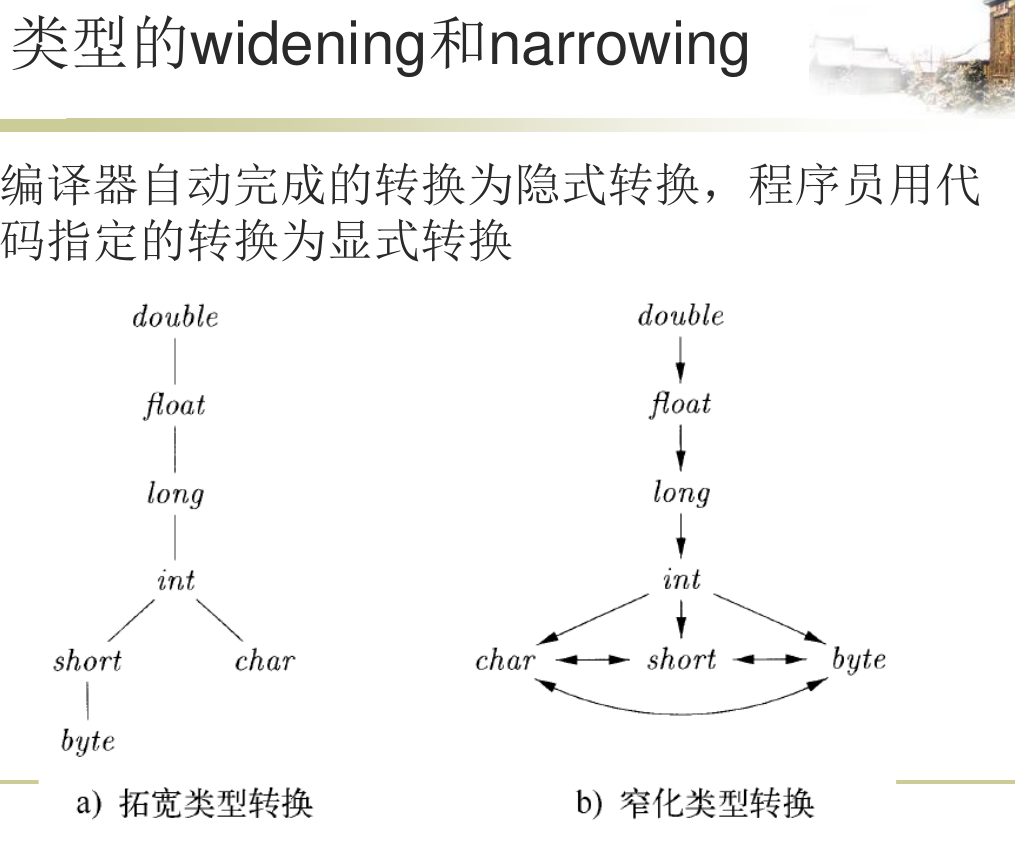 类型的widening和narrowing
编译器自动完成的转换为隐式转换，程序员用代
码指定的转换为显式转换
double
float
long
int
short char
byte
a) 拓宽类型转换
double
float
long
int
char short byte
b) 窄化类型转换